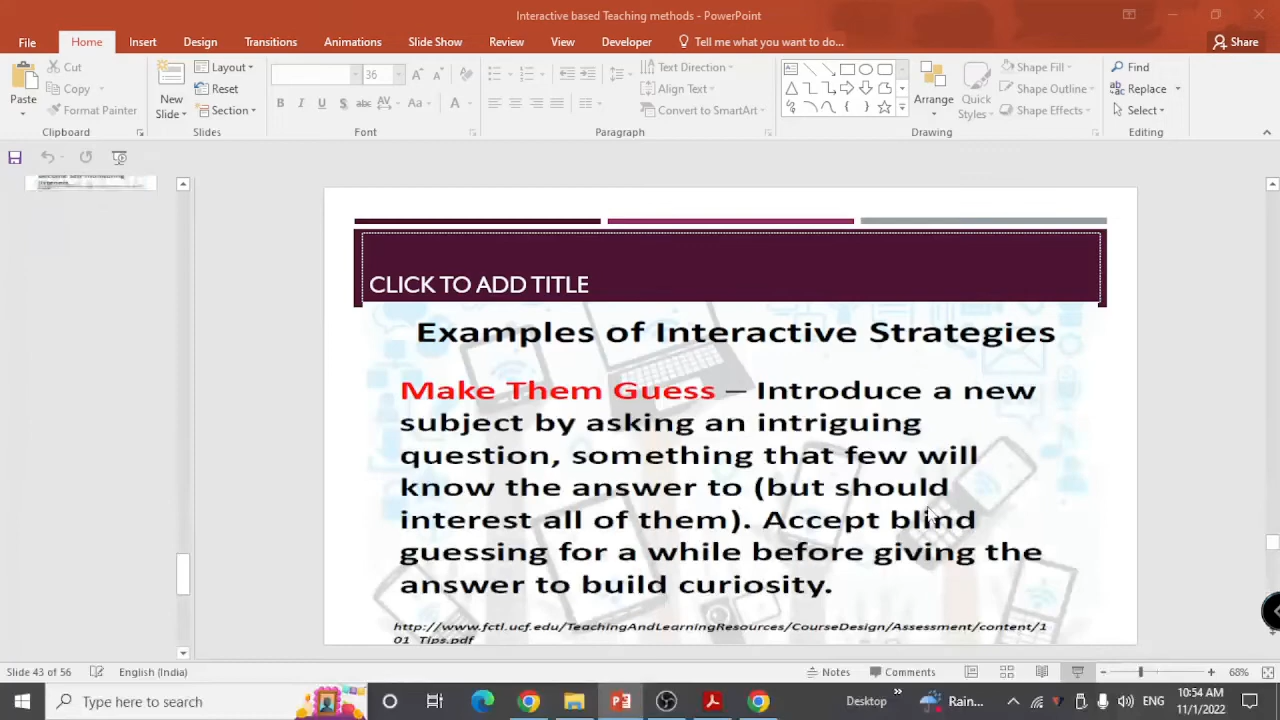 Interactive based Teaching methods - PowerPoint
File Home Insert Design Transitions Animations Slide Show Review View Developer Tell me what you want to do... Share
Paste
Cut
Copy
Format Painter
Clipboard
New
Slide
Layout
Reset
Section
Slides
36
B I U S abc AV Aa A
Font
Text Direction
Align Text
Convert to SmartArt
Paragraph
Arrange
Quick
Styles
Shape Fill
Shape Outline
Shape Effects
Drawing
Find
Replace
Select
Editing
CLICK TO ADD TITLE
Examples of Interactive Strategies
Make Them Guess – Introduce a new
subject by asking an intriguing
question, something that few will
know the answer to (but should
interest all of them). Accept blind
guessing for a while before giving the
answer to build curiosity.
http://www.fctl.ucf.edu/TeachingAndLearningResources/CourseDesign/Assessment/content/1
01_Tips.pdf
Slide 43 of 56 English (India) Notes Comments 68%
Type here to search Desktop Rain... ENG
10:54 AM
11/1/2022